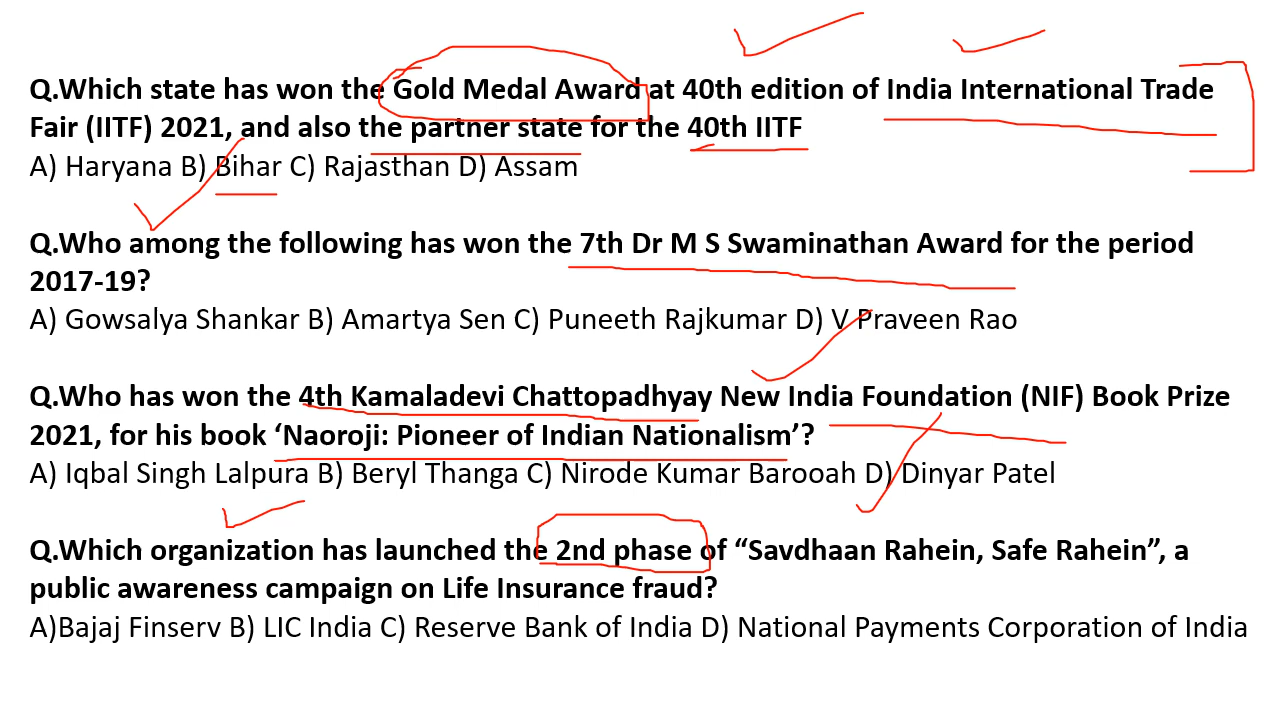 Q.Which state has won the Gold Medal Award at 40th edition of India International Trade
Fair (IITF) 2021, and also the partner state for the 40th IITF
A) Haryana B) Bihar C) Rajasthan D) Assam
Q.Who among the following has won the 7th Dr M S Swaminathan Award for the period
2017-19?
A) Gowsalya Shankar B) Amartya Sen C) Puneeth Rajkumar D) V Praveen Rao
Q.Who has won the 4th Kamaladevi Chattopadhyay New India Foundation (NIF) Book Prize
2021, for his book ‘Naoroji: Pioneer of Indian Nationalism’?
A) Iqbal Singh Lalpura B) Beryl Thanga C) Nirode Kumar Barooah D) Dinyar Patel
Q.Which organization has launched the 2nd phase of “Savdhaan Rahein, Safe Rahein”, a
public awareness campaign on Life Insurance fraud?
A)Bajaj Finserv B) LIC India C) Reserve Bank of India D) National Payments Corporation of India